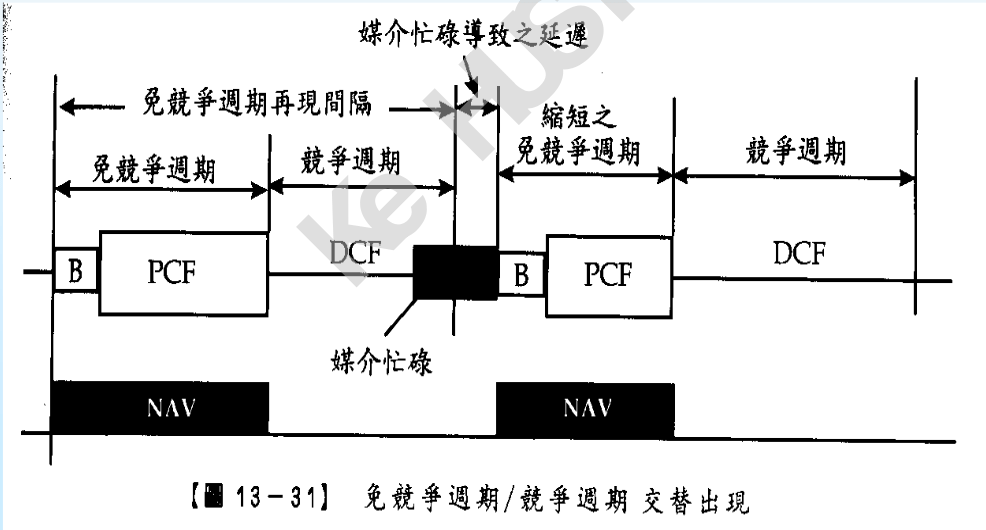 媒介忙碌導致之延遲
免競爭週期再現間隔
縮短之
免競爭週期
競爭週期
免競爭週期
競爭週期
B
PCF
DCF
B
PCF
DCF
媒介忙碌
NAV
NAV
【圖 13-31】 免競爭週期/競爭週期 交替出現